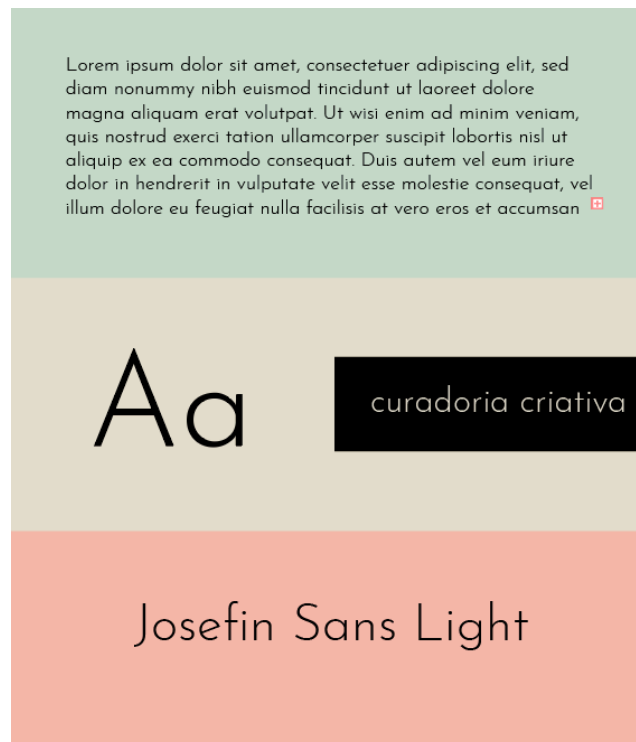 Lorem ipsum dolor sit amet, consectetuer adipiscing elit, sed
diam nonummy nibh euismod tincidunt ut laoreet dolore
magna aliquam erat volutpat. Ut wisi enim ad minim veniam,
quis nostrud exerci tation ullamcorper suscipit lobortis nisl ut
aliquip ex ea commodo consequat. Duis autem vel eum iriure
dolor in hendrerit in vulputate velit esse molestie consequat, vel
illum dolore eu feugiat nulla facilisis at vero eros et accumsan
Aa
curadoria criativa
Josefin Sans Light